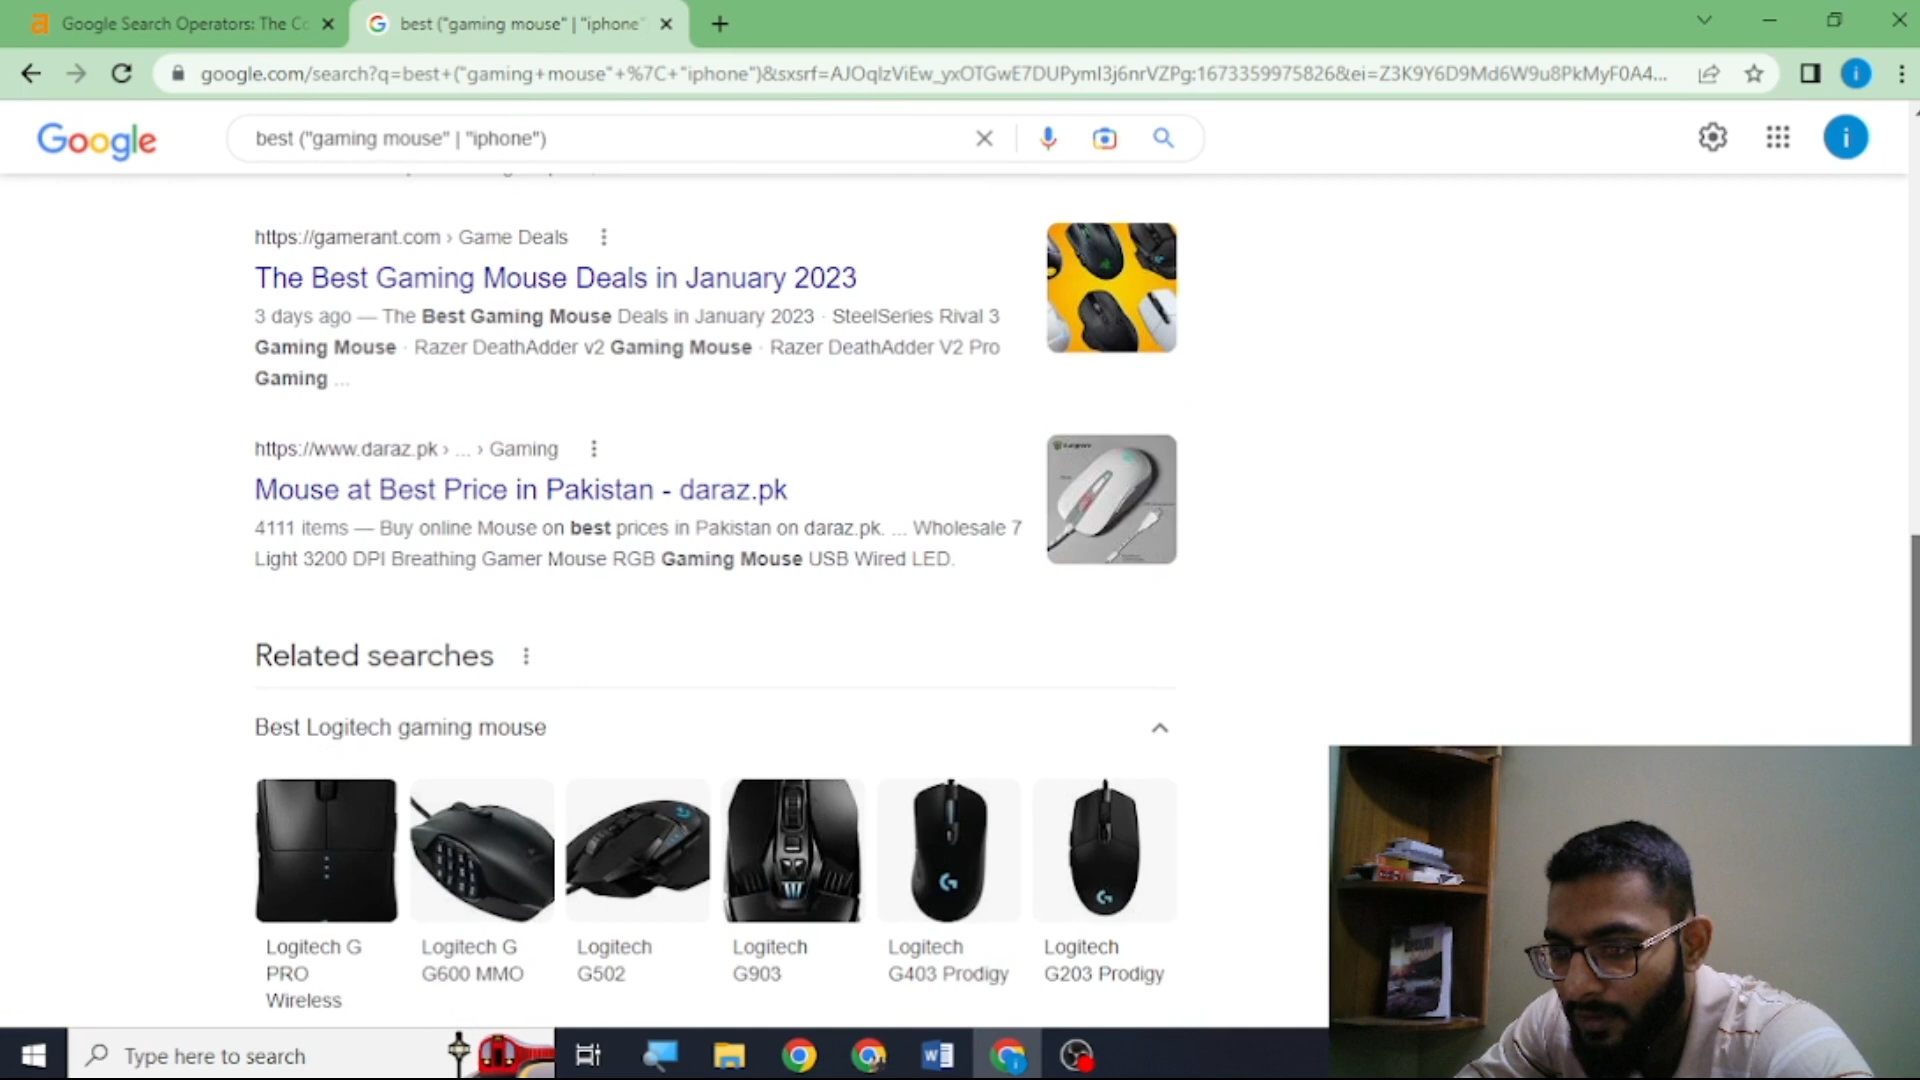 Google Search Operators: The Co
best ("gaming mouse" | "iphone"
google.com/search?q=best+("gaming+mouse"+%7C+"iphone")&sxsrf=AJOqlzViEw_yxOTGwE7DUPymI3j6nrVZPg:1673359975826&ei=Z3K9Y6D9Md6W9u8PkMyF0A4...
Google
best ("gaming mouse" | "iphone")
https://gamerant.com › Game Deals
The Best Gaming Mouse Deals in January 2023
3 days ago — The Best Gaming Mouse Deals in January 2023 · SteelSeries Rival 3
Gaming Mouse · Razer DeathAdder v2 Gaming Mouse · Razer DeathAdder V2 Pro
Gaming ...
https://www.daraz.pk › ... › Gaming
Mouse at Best Price in Pakistan - daraz.pk
4111 items — Buy online Mouse on best prices in Pakistan on daraz.pk. ... Wholesale 7
Light 3200 DPI Breathing Gamer Mouse RGB Gaming Mouse USB Wired LED.
Related searches
Best Logitech gaming mouse
Logitech G PRO Wireless
Logitech G G600 MMO
Logitech G502
Logitech G903
Logitech G403 Prodigy
Logitech G203 Prodigy
Type here to search